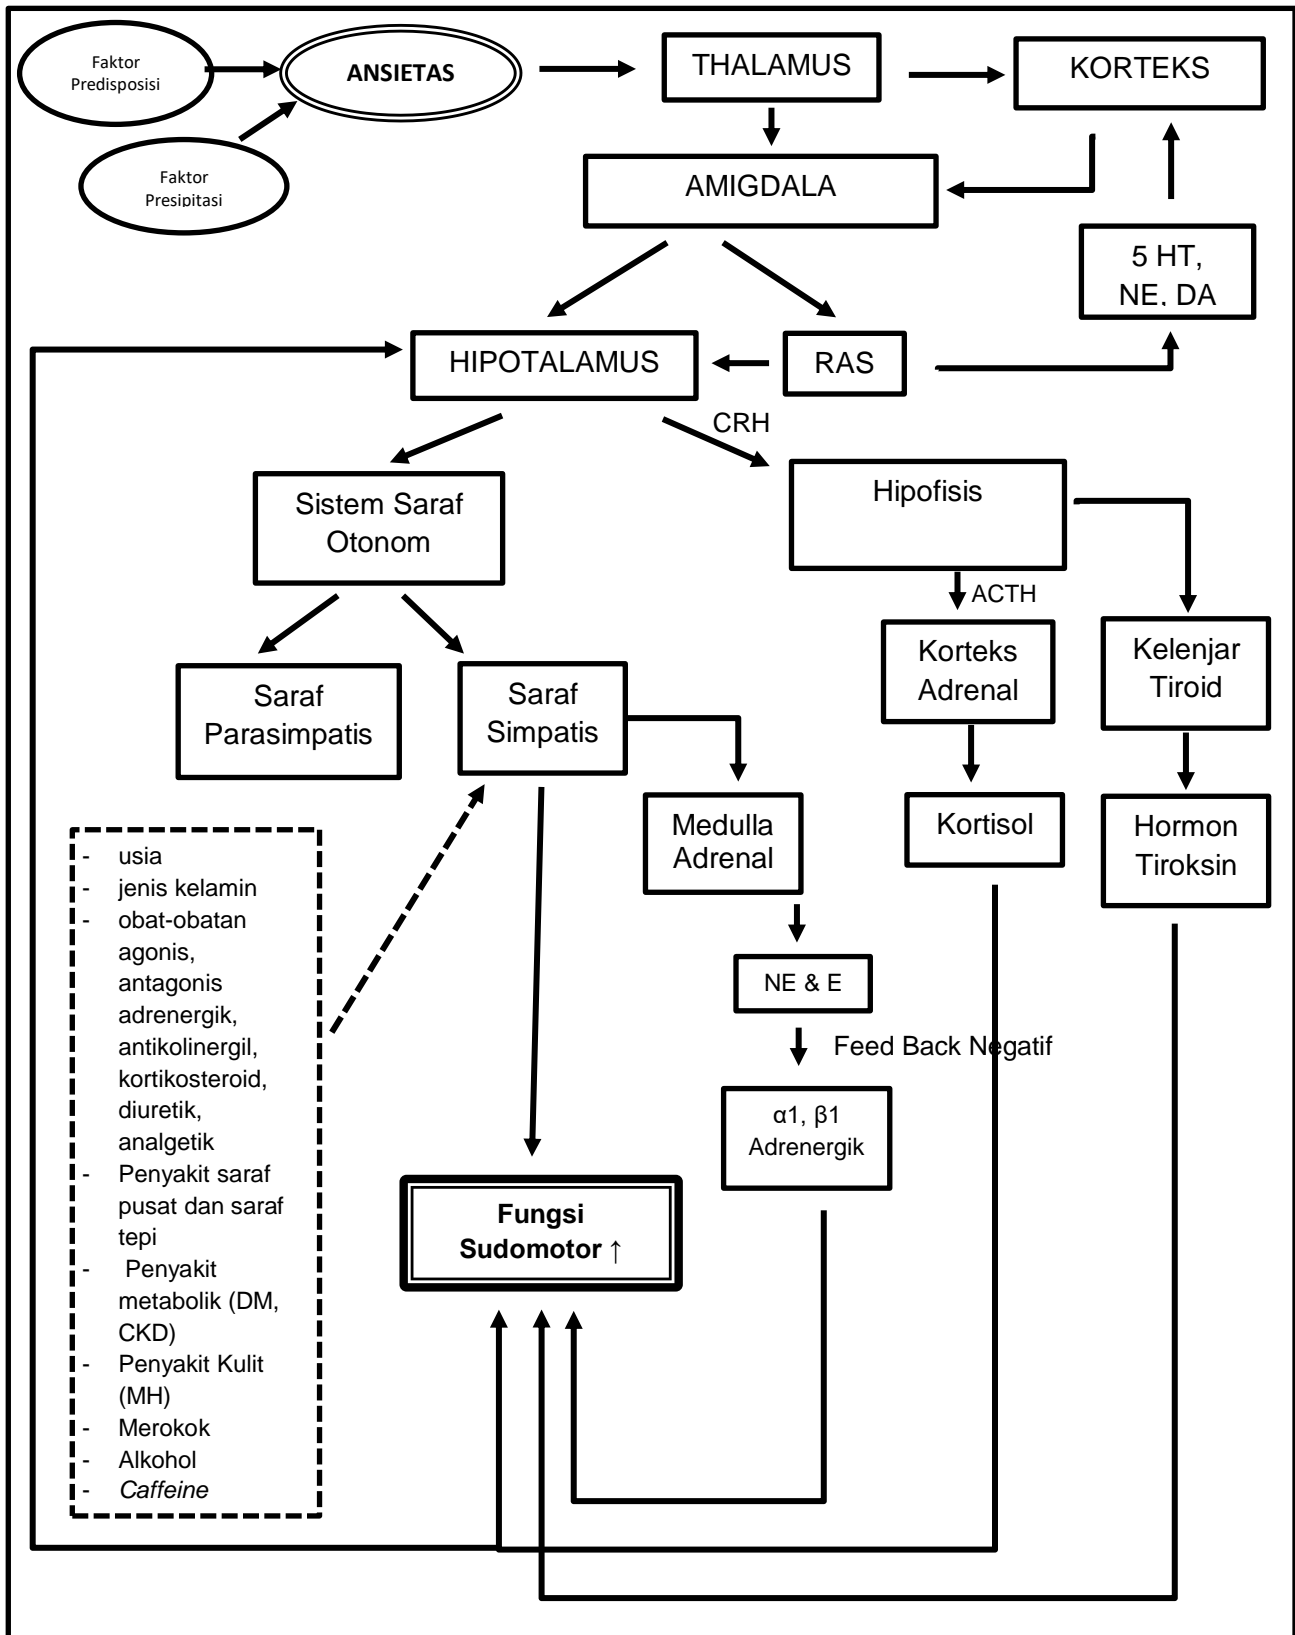 Faktor
Predisposisi
ANSIETAS
THALAMUS
KORTEKS
Faktor
Presipitasi
AMIGDALA
5 HT,
NE, DA
HIPOTALAMUS
RAS
CRH
Hipofisis
Sistem Saraf
Otonom
ACTH
Korteks
Adrenal
Kelenjar
Tiroid
Saraf
Parasimpatis
Saraf
Simpatis
Medulla
Adrenal
Kortisol
Hormon
Tiroksin
- usia
- jenis kelamin
- obat-obatan
agonis,
antagonis
adrenergik,
antikolinergil,
kortikosteroid,
diuretik,
analgetik
- Penyakit saraf
pusat dan saraf
tepi
- Penyakit
metabolik (DM,
CKD)
- Penyakit Kulit
(MH)
- Merokok
- Alkohol
- Caffeine
NE & E
Feed Back Negatif
α1, β1
Adrenergik
Fungsi
Sudomotor ↑